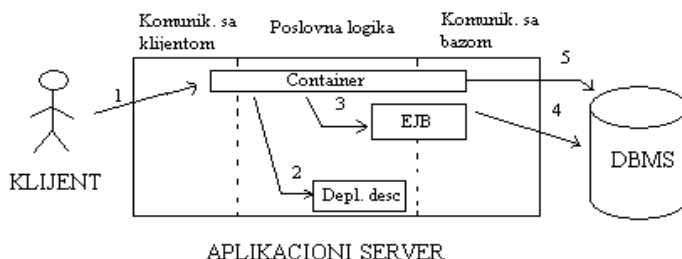 Komunik. sa
klijentom
Poslovna logika
Komunik. sa
bazom
5
Container
1
3
EJB
4
DBMS
KLIJENT
2
Depl. desc
APLIKACIONI SERVER